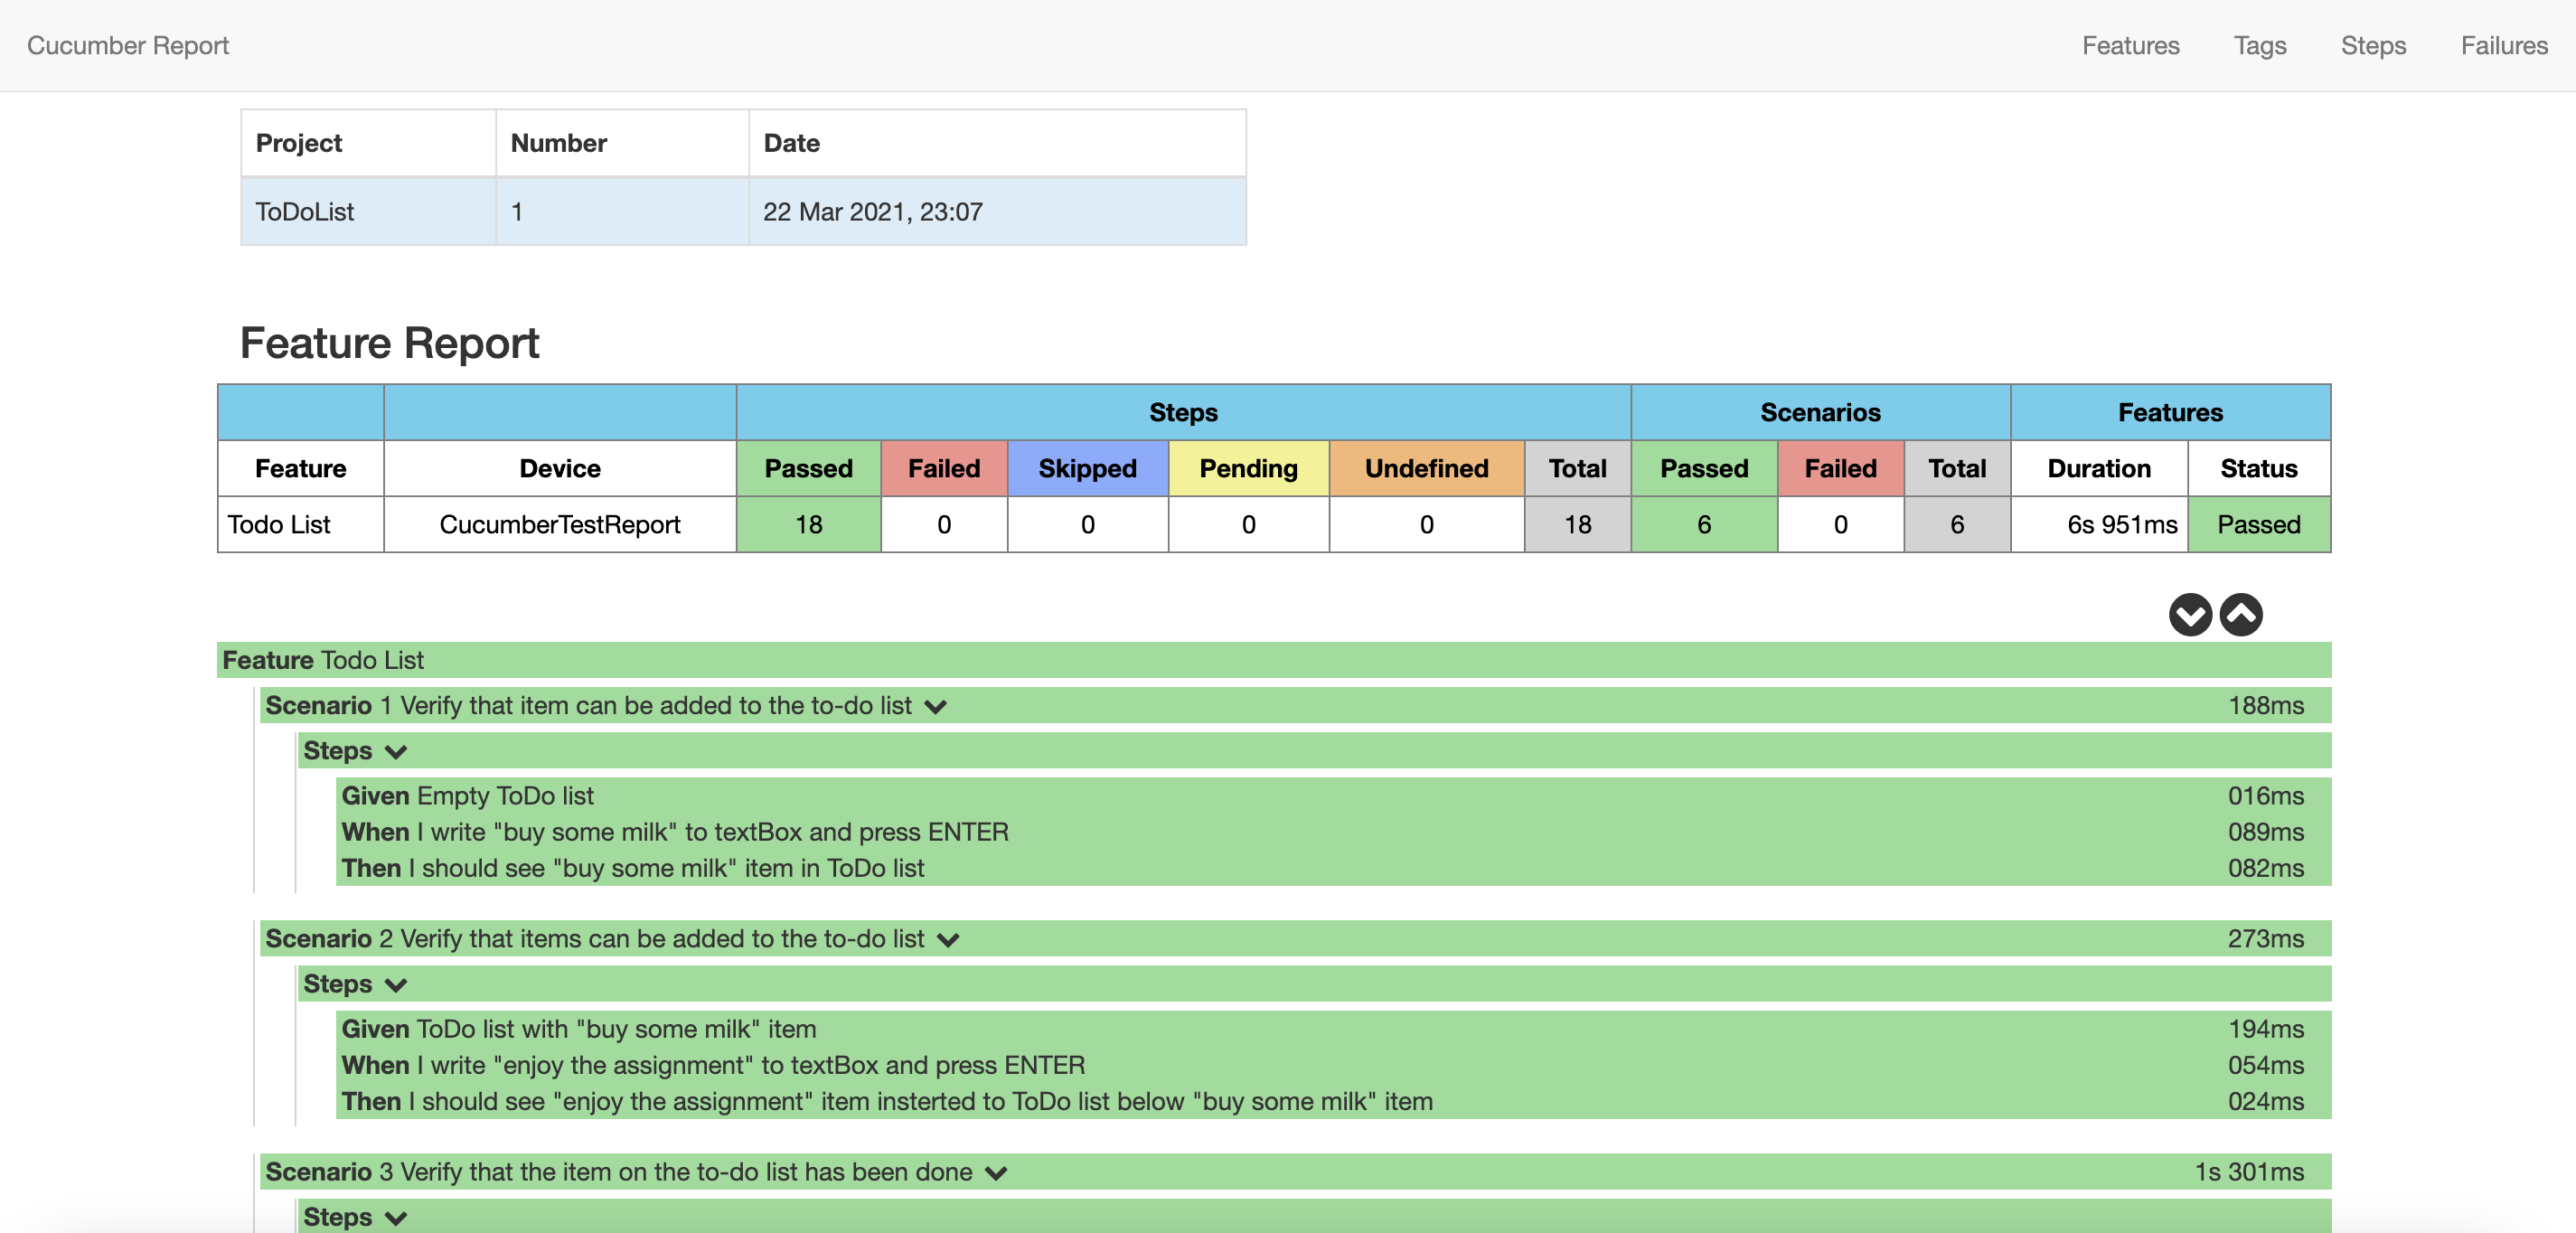 Cucumber Report Features Tags Steps Failures
Project Number Date
ToDoList 1 22 Mar 2021, 23:07
Feature Report
Steps Scenarios Features
Feature Device Passed Failed Skipped Pending Undefined Total Passed Failed Total Duration Status
Todo List CucumberTestReport 18 0 0 0 0 18 6 0 6 6s 951ms Passed
Feature Todo List
Scenario 1 Verify that item can be added to the to-do list 188ms
Steps
Given Empty ToDo list 016ms
When I write "buy some milk" to textBox and press ENTER 089ms
Then I should see "buy some milk" item in ToDo list 082ms
Scenario 2 Verify that items can be added to the to-do list 273ms
Steps
Given ToDo list with "buy some milk" item 194ms
When I write "enjoy the assignment" to textBox and press ENTER 054ms
Then I should see "enjoy the assignment" item insterted to ToDo list below "buy some milk" item 024ms
Scenario 3 Verify that the item on the to-do list has been done 1s 301ms
Steps